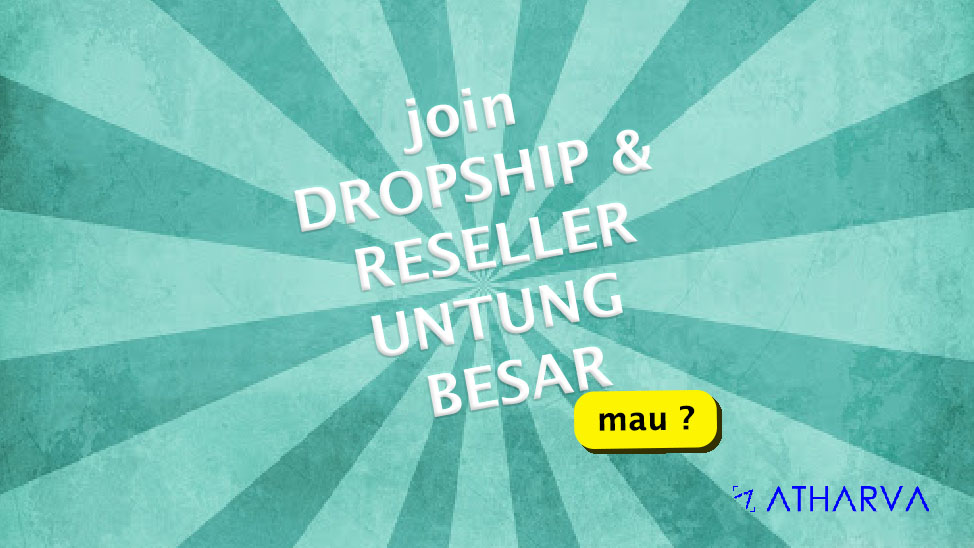 join
DROPSHIP &
RESELLER
UNTUNG
BESAR
mau ?
ATHARVA